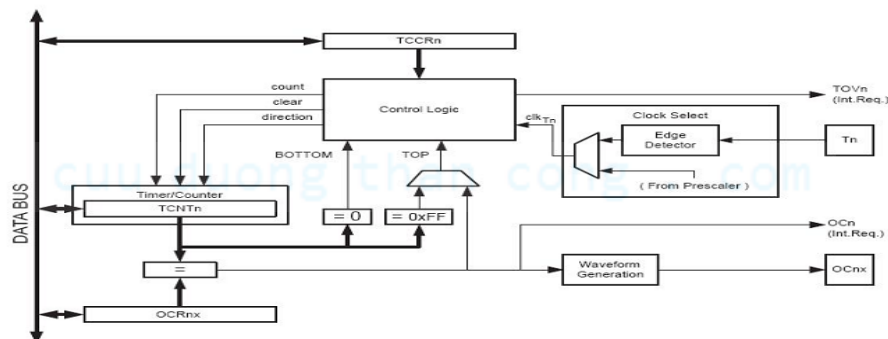 TCCRn
count
clear
direction
Control Logic
TOVn
(Int.Req.)
Clock Select
clkTn
Edge
Detector
Tn
( From Prescaler )
BOTTOM
TOP
cuu duong than cong . com
Timer/Counter
TCNTn
= 0
= 0xFF
DATA BUS
OCn
(Int.Req.)
=
Waveform
Generation
OCnx
OCRnx